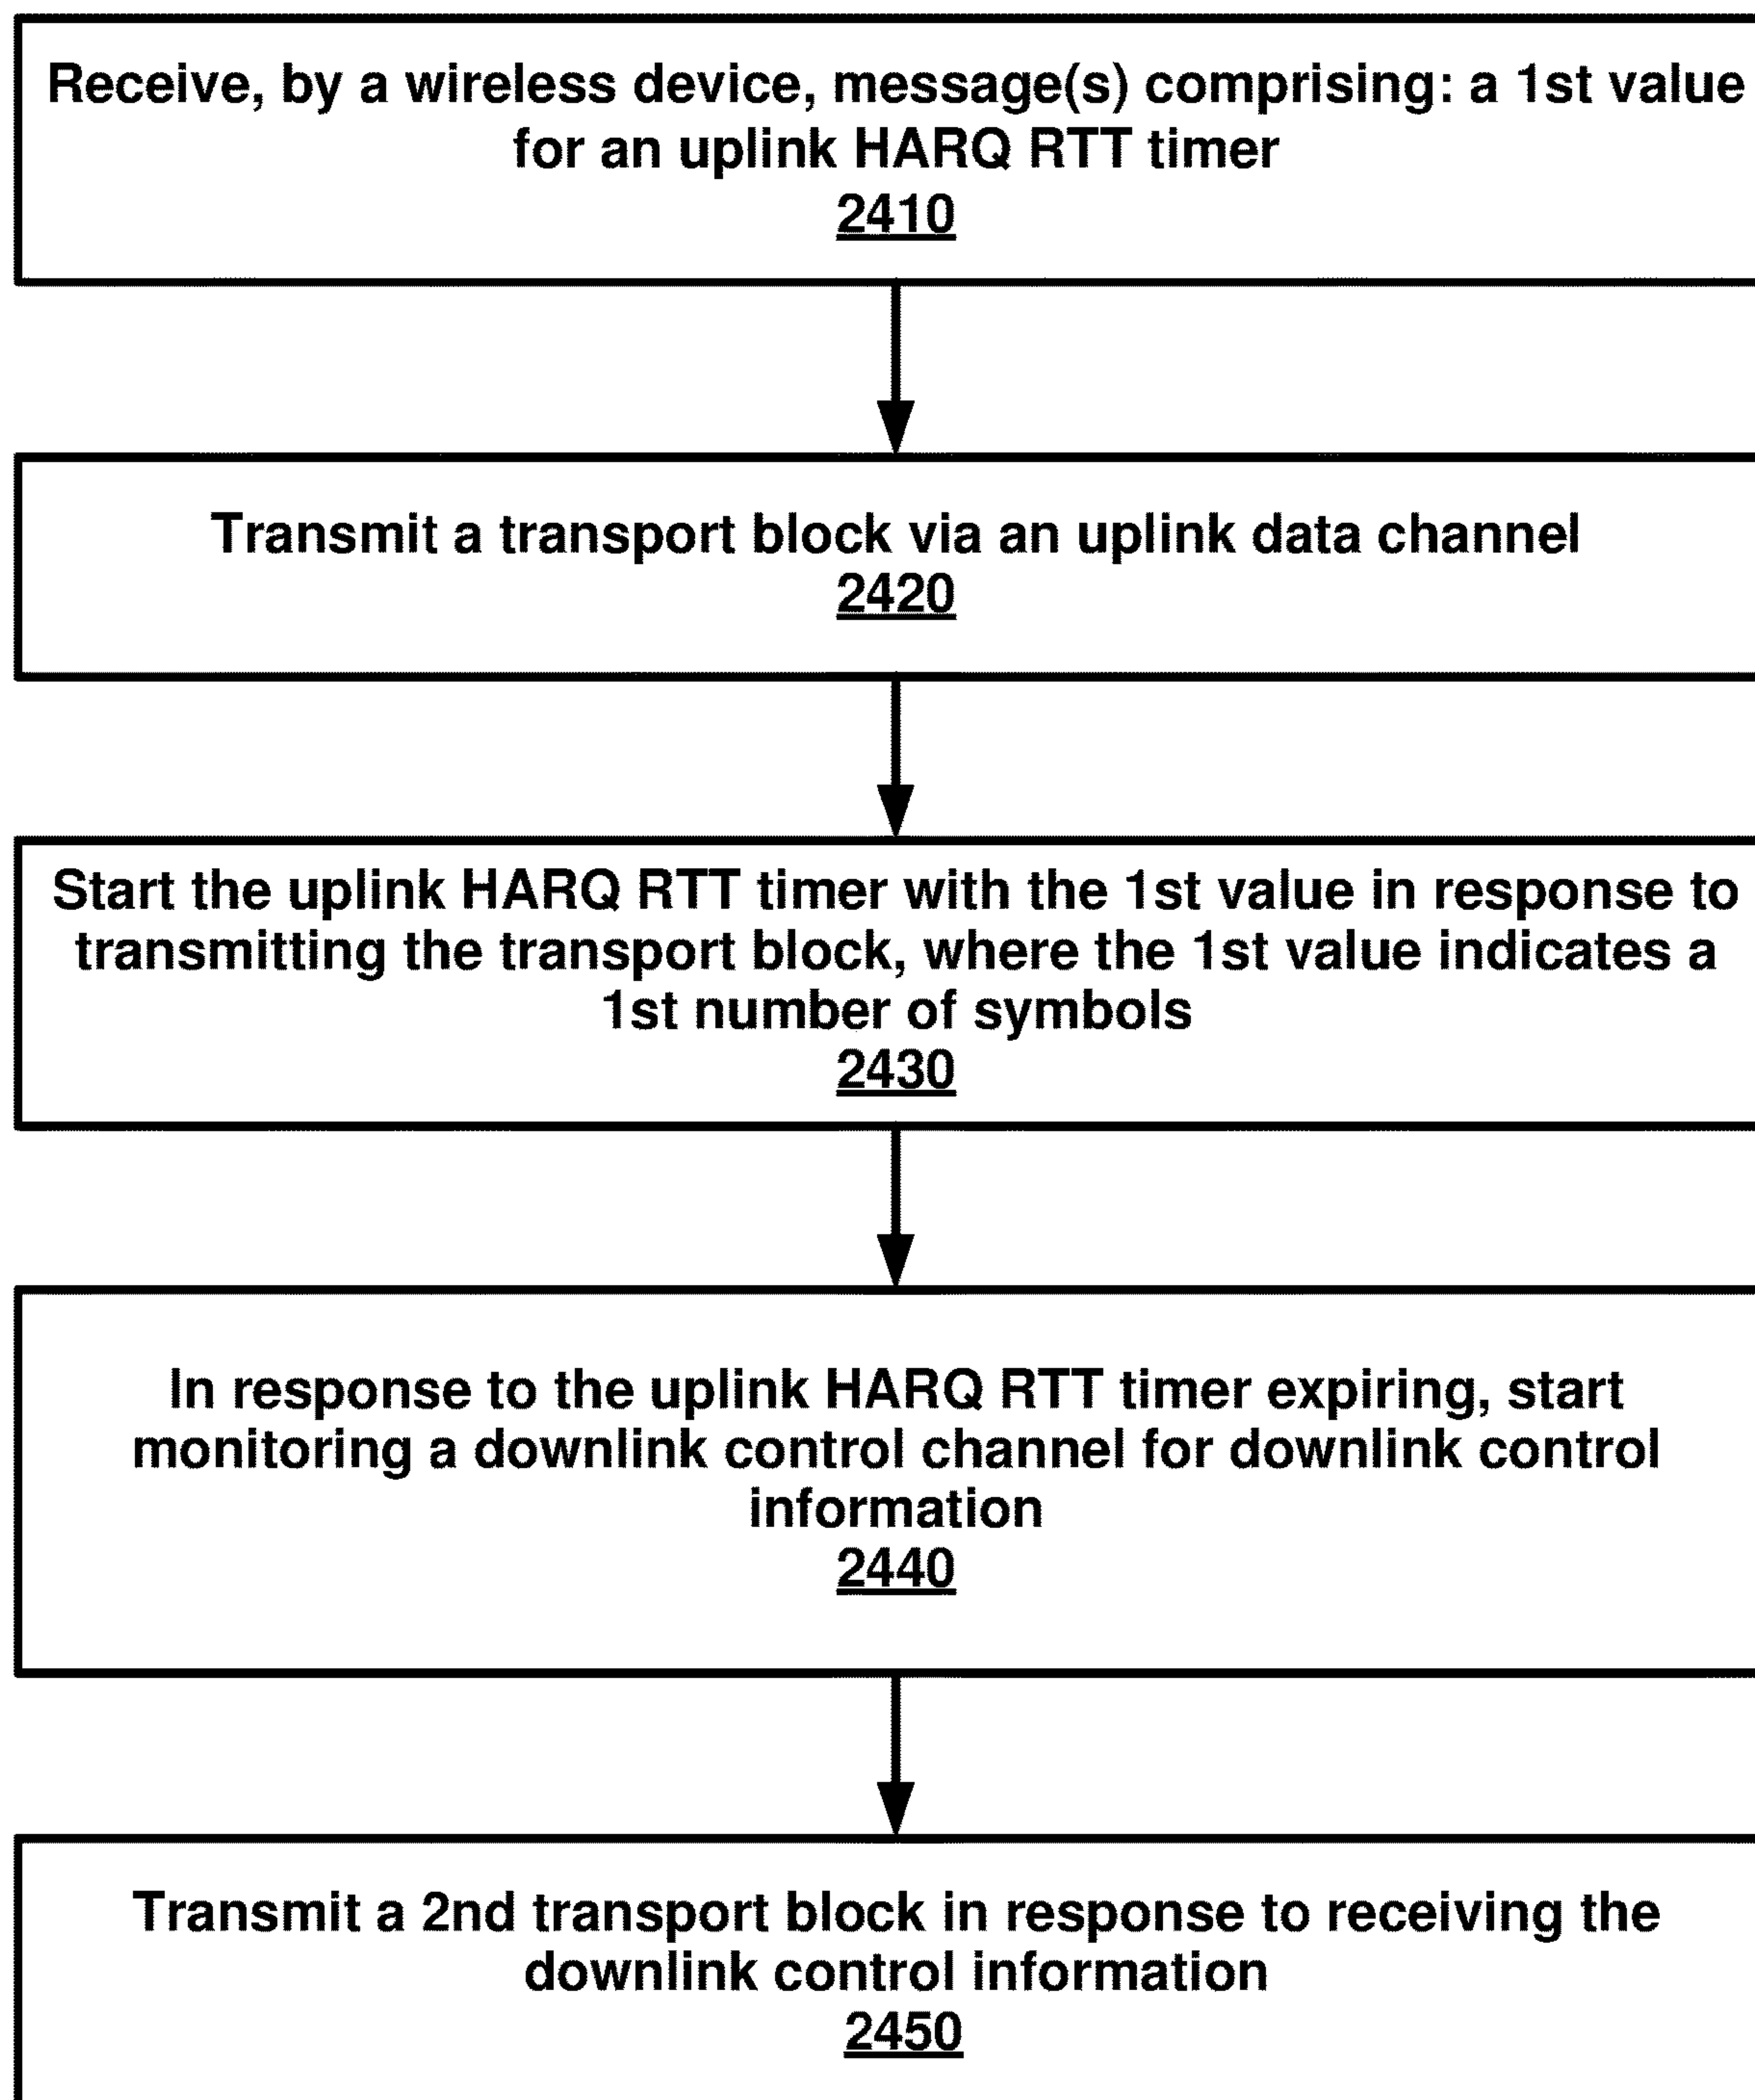 Receive, by a wireless device, message(s) comprising: a 1st value
for an uplink HARQ RTT timer
2410
Transmit a transport block via an uplink data channel
2420
Start the uplink HARQ RTT timer with the 1st value in response to
transmitting the transport block, where the 1st value indicates a
1st number of symbols
2430
In response to the uplink HARQ RTT timer expiring, start
monitoring a downlink control channel for downlink control
information
2440
Transmit a 2nd transport block in response to receiving the
downlink control information
2450